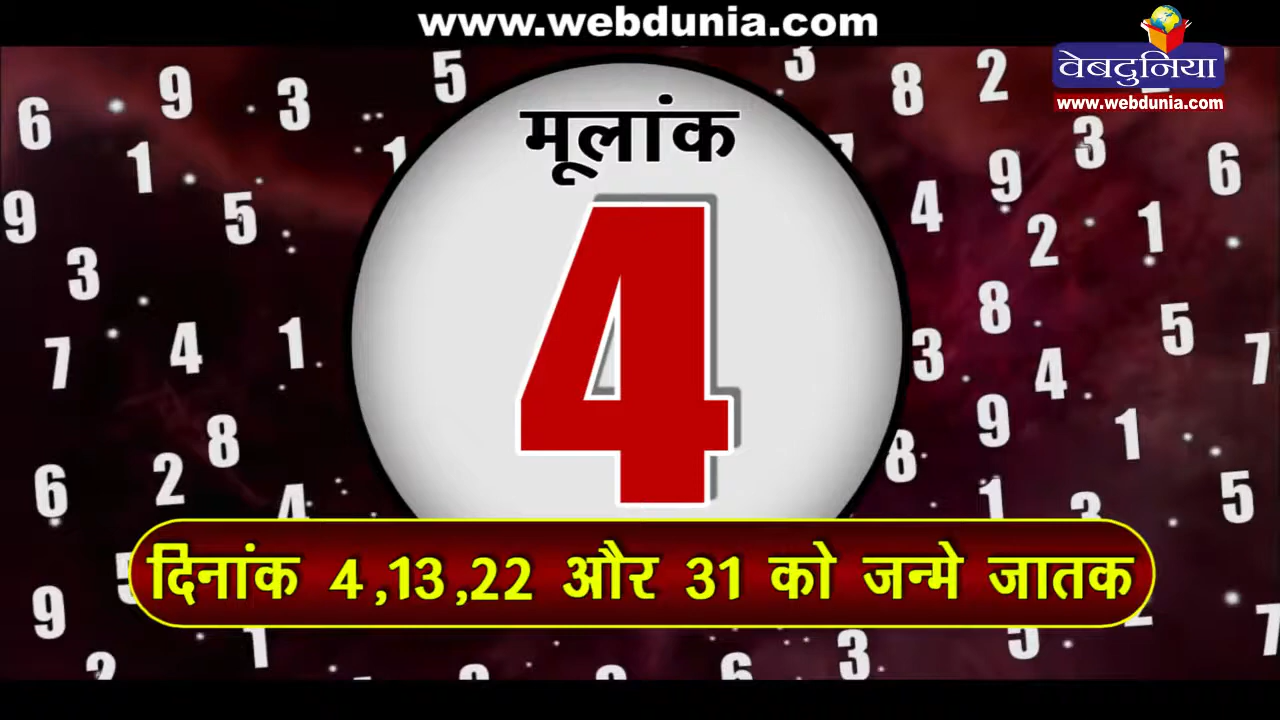 www.webdunia.com
वेबदुनिया
www.webdunia.com
मूलांक
4
दिनांक 4,13,22 और 31 को जन्मे जातक